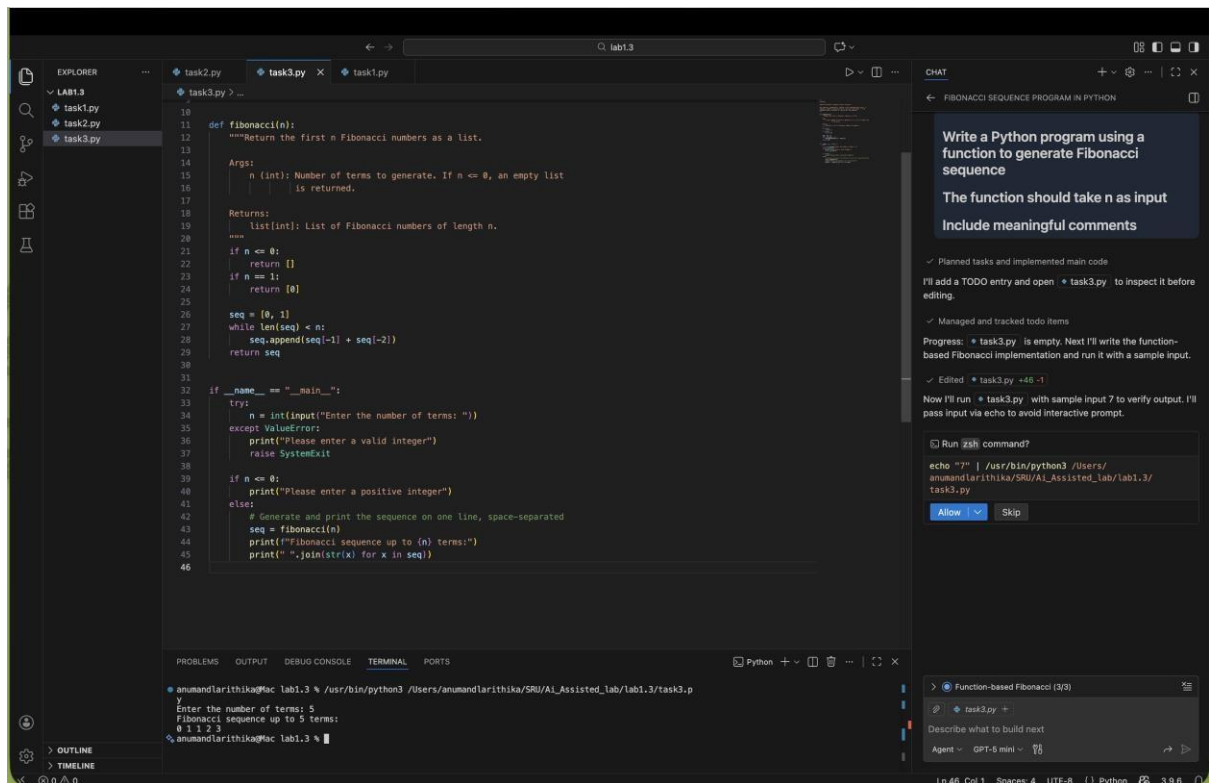 lab1.3
EXPLORER
LAB1.3
task1.py
task2.py
task3.py
OUTLINE
TIMELINE
task2.py
task3.py
task1.py
task3.py > ...
10
11 def fibonacci(n):
12 """Return the first n Fibonacci numbers as a list.
13
14 Args:
15 n (int): Number of terms to generate. If n <= 0, an empty list
16 is returned.
17
18 Returns:
19 list[int]: List of Fibonacci numbers of length n.
20 """
21 if n <= 0:
22 return []
23 if n == 1:
24 return [0]
25
26 seq = [0, 1]
27 while len(seq) < n:
28 seq.append(seq[-1] + seq[-2])
29 return seq
30
31
32 if __name__ == "__main__":
33 try:
34 n = int(input("Enter the number of terms: "))
35 except ValueError:
36 print("Please enter a valid integer")
37 raise SystemExit
38
39 if n <= 0:
40 print("Please enter a positive integer")
41 else:
42 # Generate and print the sequence on one line, space-separated
43 seq = fibonacci(n)
44 print(f"Fibonacci sequence up to {n} terms:")
45 print(" ".join(str(x) for x in seq))
46
PROBLEMS OUTPUT DEBUG CONSOLE TERMINAL PORTS
Python
anumandlarithika@Mac lab1.3 % /usr/bin/python3 /Users/anumandlarithika/SRU/Ai_Assisted_lab/lab1.3/task3.p
y
Enter the number of terms: 5
Fibonacci sequence up to 5 terms:
0 1 1 2 3
anumandlarithika@Mac lab1.3 %
CHAT
FIBONACCI SEQUENCE PROGRAM IN PYTHON
Write a Python program using a
function to generate Fibonacci
sequence
The function should take n as input
Include meaningful comments
Planned tasks and implemented main code
I'll add a TODO entry and open task3.py to inspect it before
editing.
Managed and tracked todo items
Progress: task3.py is empty. Next I'll write the function-
based Fibonacci implementation and run it with a sample input.
Edited task3.py +46 -1
Now I'll run task3.py with sample input 7 to verify output. I'll
pass input via echo to avoid interactive prompt.
Run zsh command?
echo "7" | /usr/bin/python3 /Users/
anumandlarithika/SRU/Ai_Assisted_lab/lab1.3/
task3.py
Allow Skip
Function-based Fibonacci (3/3)
task3.py +
Describe what to build next
Agent GPT-5 mini
0 0
Ln 46, Col 1 Spaces: 4 UTF-8 {} Python 3.9.6